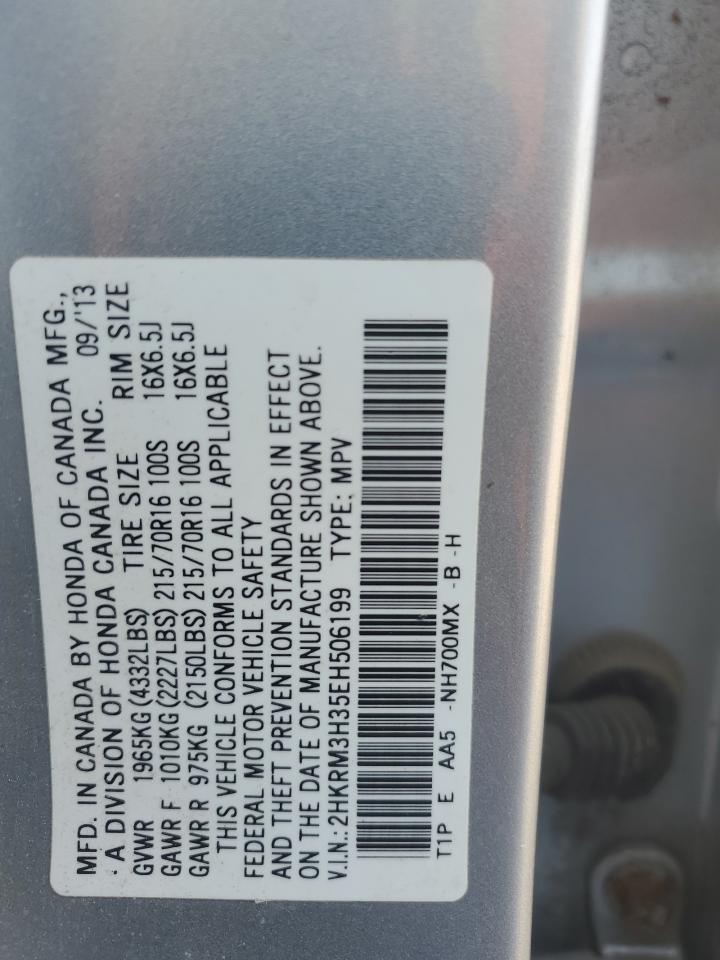 MFD. IN CANADA BY HONDA OF CANADA MFG.,
A DIVISION OF HONDA CANADA INC. 09/'13
GVWR 1965KG (4332LBS) TIRE SIZE RIM SIZE
GAWR F 1010KG (2227LBS) 215/70R16 100S 16X6.5J
GAWR R 975KG (2150LBS) 215/70R16 100S 16X6.5J
THIS VEHICLE CONFORMS TO ALL APPLICABLE
FEDERAL MOTOR VEHICLE SAFETY
AND THEFT PREVENTION STANDARDS IN EFFECT
ON THE DATE OF MANUFACTURE SHOWN ABOVE.
V.I.N.: 2HKRM3H35EH506199 TYPE: MPV
T1P E AA5 -NH700MX -B -H